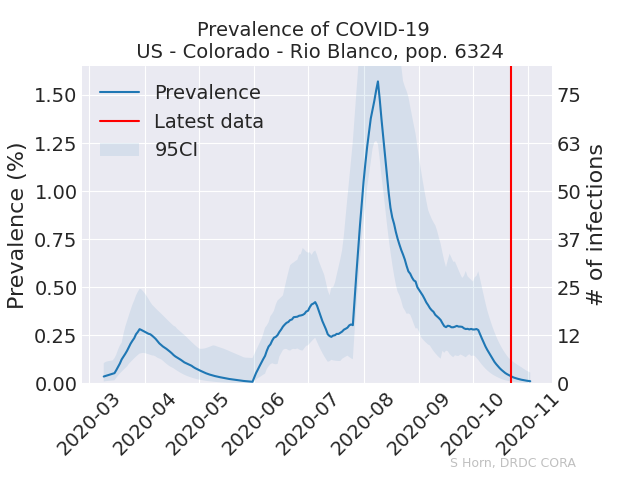 Prevalence of COVID-19
US - Colorado - Rio Blanco, pop. 6324
Prevalence
Latest data
95CI
Prevalence (%)
1.50
1.25
1.00
0.75
0.50
0.25
0.00
75
63
50
37
25
12
0
# of infections
2020-03
2020-04
2020-05
2020-06
2020-07
2020-08
2020-09
2020-10
2020-11
S Horn, DRDC CORA